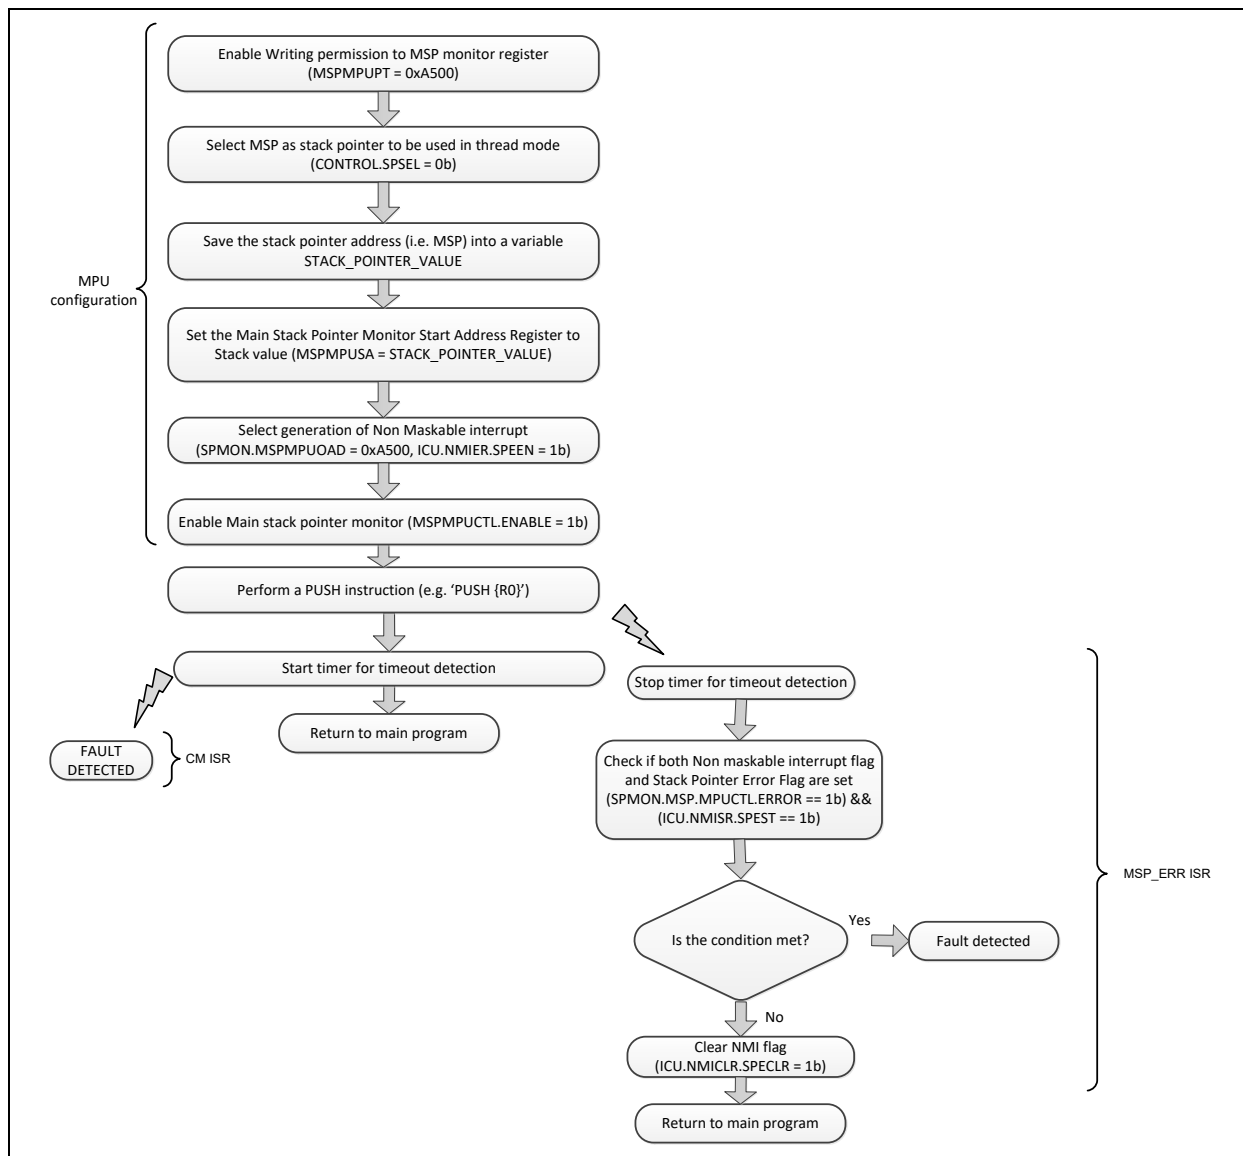 Enable Writing permission to MSP monitor register
(MSPMPUPT = 0xA500)
Select MSP as stack pointer to be used in thread mode
(CONTROL.SPSEL = 0b)
Save the stack pointer address (i.e. MSP) into a variable
STACK_POINTER_VALUE
MPU
configuration
Set the Main Stack Pointer Monitor Start Address Register to
Stack value (MSPMPUSA = STACK_POINTER_VALUE)
Select generation of Non Maskable interrupt
(SPMON.MSPMPUOAD = 0xA500, ICU.NMIER.SPEEN = 1b)
Enable Main stack pointer monitor (MSPMPUCTL.ENABLE = 1b)
Perform a PUSH instruction (e.g. ‘PUSH {R0}’)
Start timer for timeout detection
Return to main program
FAULT
DETECTED
CM ISR
Stop timer for timeout detection
Check if both Non maskable interrupt flag
and Stack Pointer Error Flag are set
(SPMON.MSP.MPUCTL.ERROR == 1b) &&
(ICU.NMISR.SPEST == 1b)
MSP_ERR ISR
Is the condition met?
Yes
Fault detected
No
Clear NMI flag
(ICU.NMICLR.SPECLR = 1b)
Return to main program